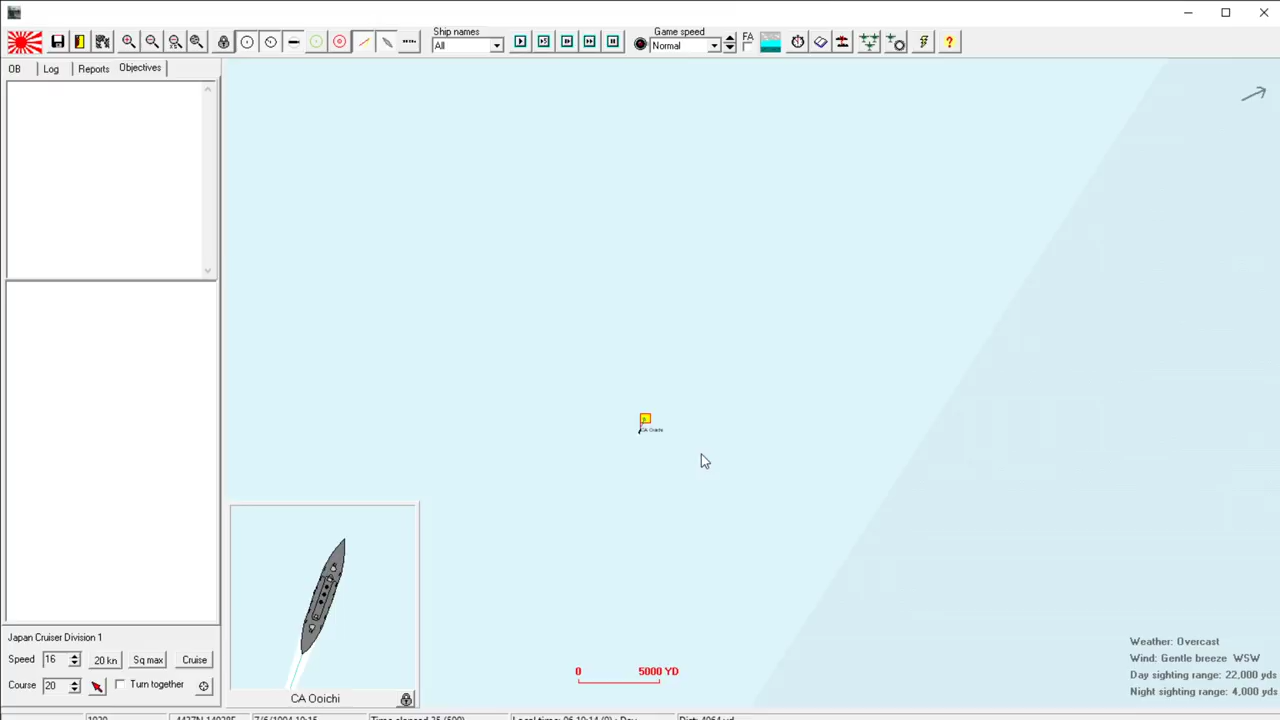 Ship names
All
Game speed
Normal
FA
?
OB
Log
Reports
Objectives
CA Ooichi
CA Ooichi
Japan Cruiser Division 1
Speed
16
20 kn
Sq max
Cruise
Course
20
Turn together
0
5000 YD
Weather: Overcast
Wind: Gentle breeze WSW
Day sighting range: 22,000 yds
Night sighting range: 4,000 yds